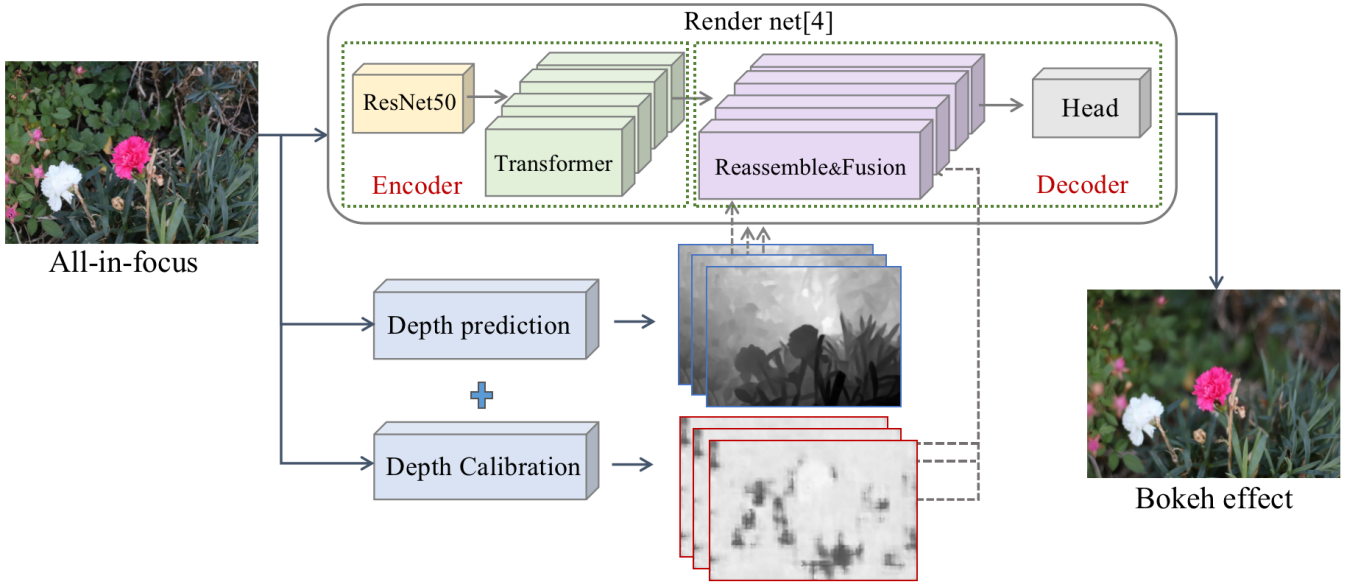 Render net[4]
ResNet50
Transformer
Encoder
Reassemble&Fusion
Head
Decoder
All-in-focus
Depth prediction
Depth Calibration
Bokeh effect